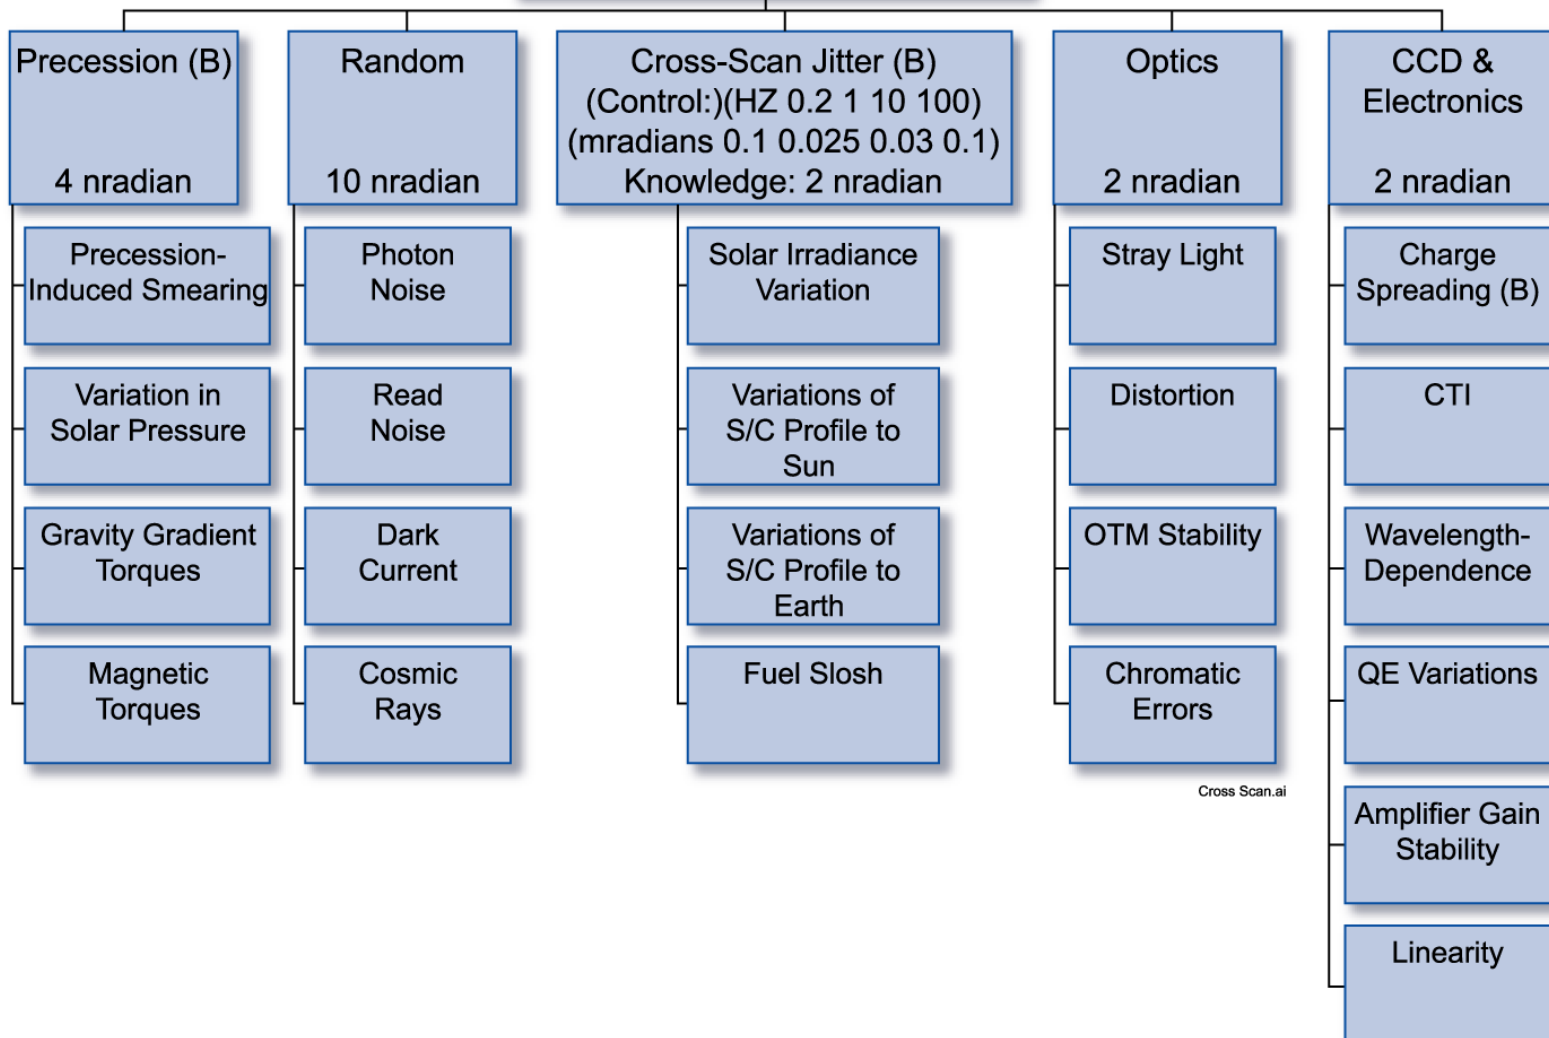 Precession (B)
4 nradian
Precession-
Induced Smearing
Variation in
Solar Pressure
Gravity Gradient
Torques
Magnetic
Torques
Random
10 nradian
Photon
Noise
Read
Noise
Dark
Current
Cosmic
Rays
Cross-Scan Jitter (B)
(Control:)(HZ 0.2 1 10 100)
(mradians 0.1 0.025 0.03 0.1)
Knowledge: 2 nradian
Solar Irradiance
Variation
Variations of
S/C Profile to
Sun
Variations of
S/C Profile to
Earth
Fuel Slosh
Optics
2 nradian
Stray Light
Distortion
OTM Stability
Chromatic
Errors
Cross Scan.ai
CCD &
Electronics
2 nradian
Charge
Spreading (B)
CTI
Wavelength-
Dependence
QE Variations
Amplifier Gain
Stability
Linearity